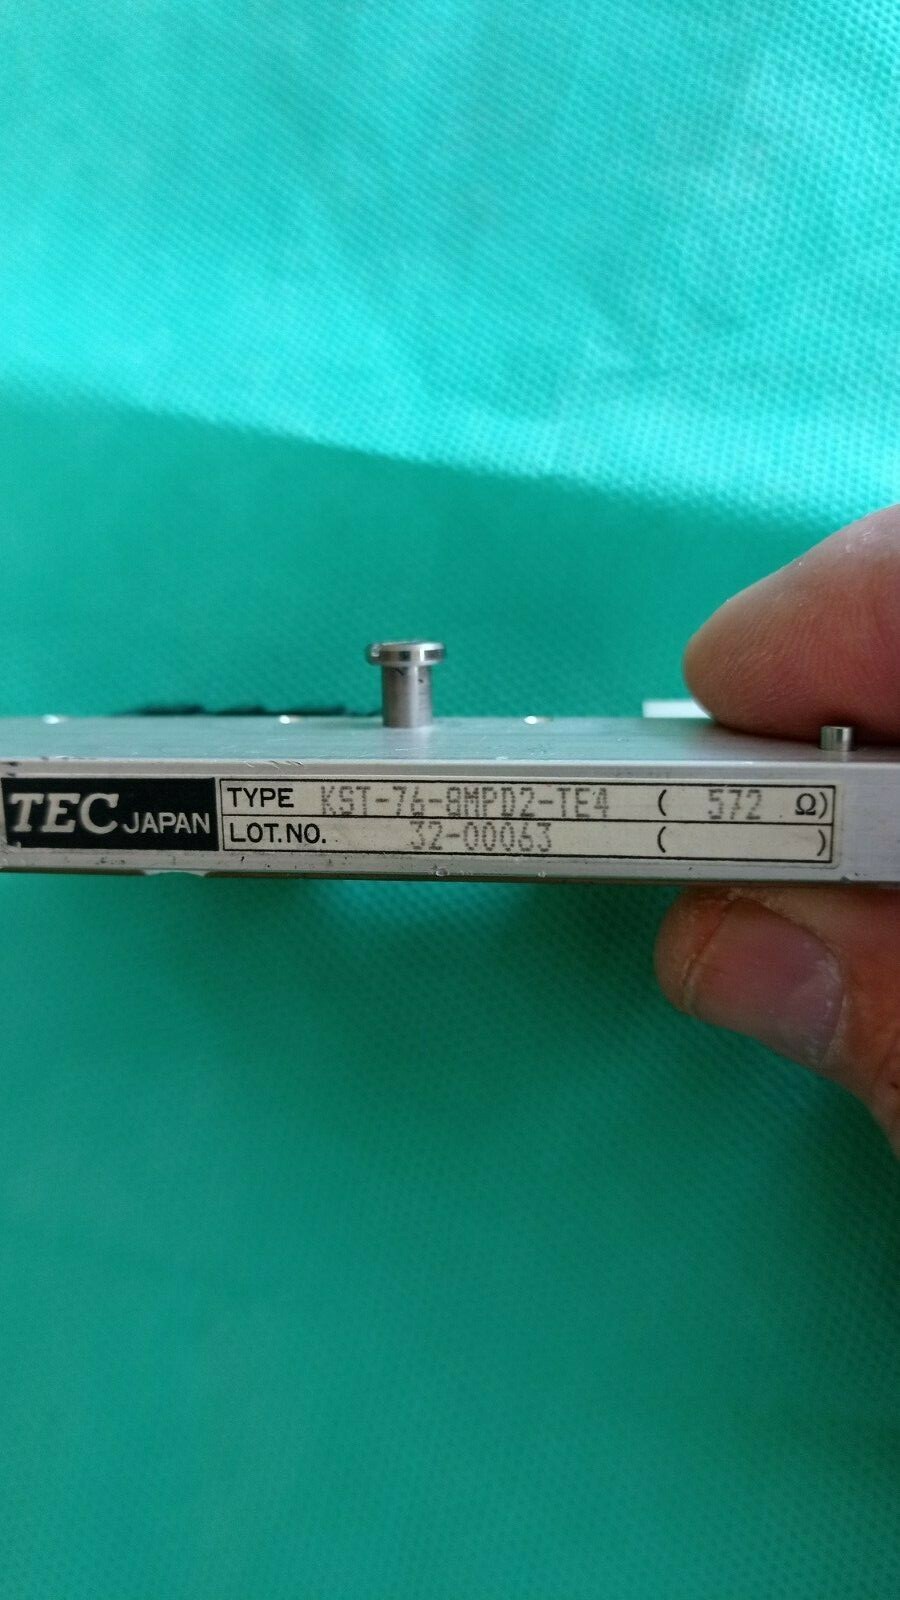 TEC JAPAN
TYPE KST-76-8MPD2-TE4 ( 572 Ω)
LOT.NO. 32-00063 ( )